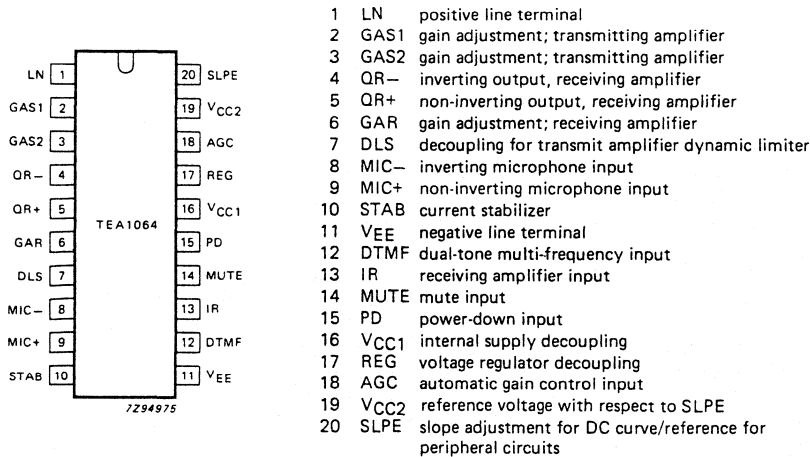 LN 1
GAS1 2
GAS2 3
QR− 4
QR+ 5
GAR 6
DLS 7
MIC− 8
MIC+ 9
STAB 10
TEA1064
20 SLPE
19 VCC2
18 AGC
17 REG
16 VCC1
15 PD
14 MUTE
13 IR
12 DTMF
11 VEE
7Z94975
1 LN positive line terminal
2 GAS1 gain adjustment; transmitting amplifier
3 GAS2 gain adjustment; transmitting amplifier
4 QR− inverting output, receiving amplifier
5 QR+ non-inverting output, receiving amplifier
6 GAR gain adjustment; receiving amplifier
7 DLS decoupling for transmit amplifier dynamic limiter
8 MIC− inverting microphone input
9 MIC+ non-inverting microphone input
10 STAB current stabilizer
11 VEE negative line terminal
12 DTMF dual-tone multi-frequency input
13 IR receiving amplifier input
14 MUTE mute input
15 PD power-down input
16 VCC1 internal supply decoupling
17 REG voltage regulator decoupling
18 AGC automatic gain control input
19 VCC2 reference voltage with respect to SLPE
20 SLPE slope adjustment for DC curve/reference for
peripheral circuits